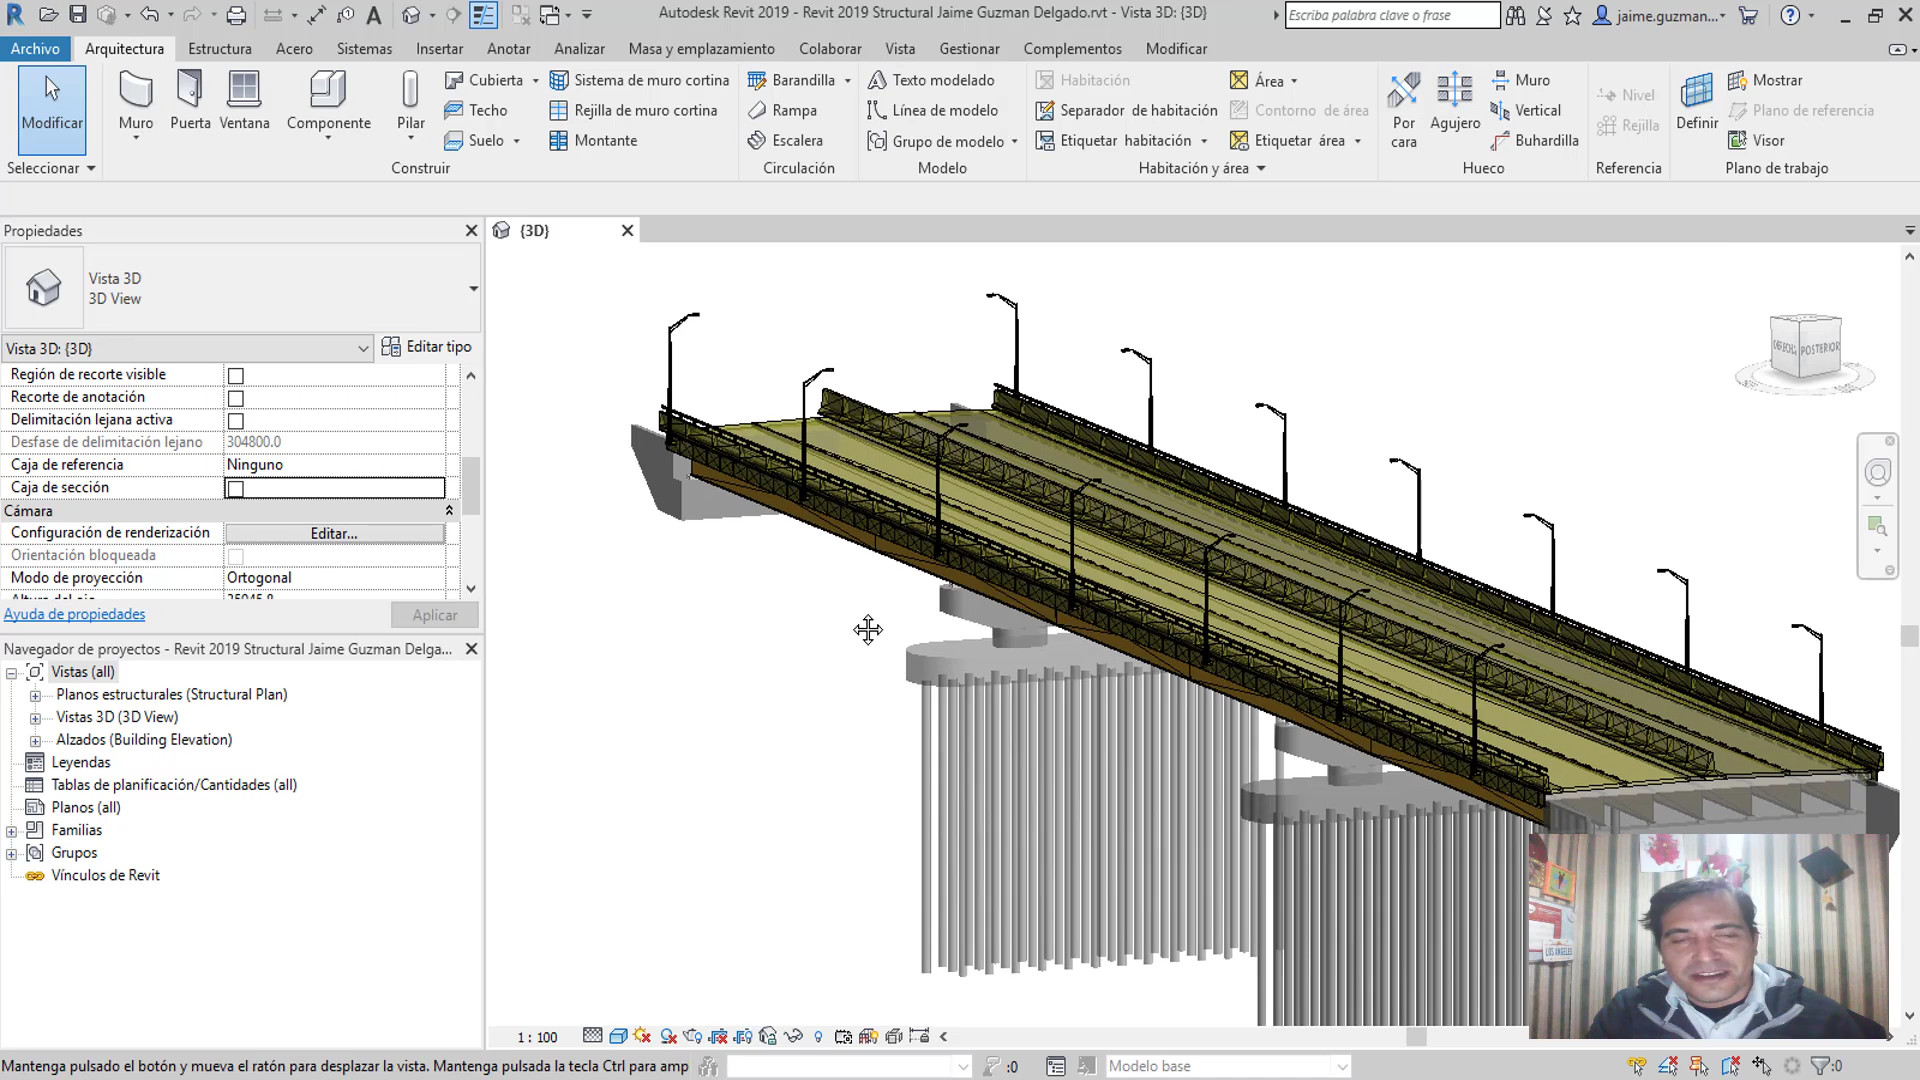 Autodesk Revit 2019 - Revit 2019 Structural Jaime Guzman Delgado.rvt - Vista 3D: {3D}
Escriba palabra clave o frase
jaime.guzman...
Archivo Arquitectura Estructura Acero Sistemas Insertar Anotar Analizar Masa y emplazamiento Colaborar Vista Gestionar Complementos Modificar
Modificar
Muro
Puerta
Ventana
Componente
Pilar
Cubierta
Techo
Suelo
Sistema de muro cortina
Rejilla de muro cortina
Montante
Barandilla
Rampa
Escalera
Texto modelado
Línea de modelo
Grupo de modelo
Habitación
Separador de habitación
Etiquetar habitación
Área
Contorno de área
Etiquetar área
Por
cara
Agujero
Muro
Vertical
Buhardilla
Nivel
Rejilla
Definir
Mostrar
Plano de referencia
Visor
Seleccionar Construir Circulación Modelo Habitación y área Hueco Referencia Plano de trabajo
Propiedades
{3D}
Vista 3D
3D View
Vista 3D: {3D} Editar tipo
Región de recorte visible
Recorte de anotación
Delimitación lejana activa
Desfase de delimitación lejano 304800.0
Caja de referencia Ninguno
Caja de sección
Cámara
Configuración de renderización Editar...
Orientación bloqueada
Modo de proyección Ortogonal
Ayuda de propiedades Aplicar
Navegador de proyectos - Revit 2019 Structural Jaime Guzman Delga...
Vistas (all)
Planos estructurales (Structural Plan)
Vistas 3D (3D View)
Alzados (Building Elevation)
Leyendas
Tablas de planificación/Cantidades (all)
Planos (all)
Familias
Grupos
Vínculos de Revit
DERECHA POSTERIOR
LOS ANGELES
1 : 100
Mantenga pulsado el botón y mueva el ratón para desplazar la vista. Mantenga pulsada la tecla Ctrl para amp
:0
Modelo base
:0